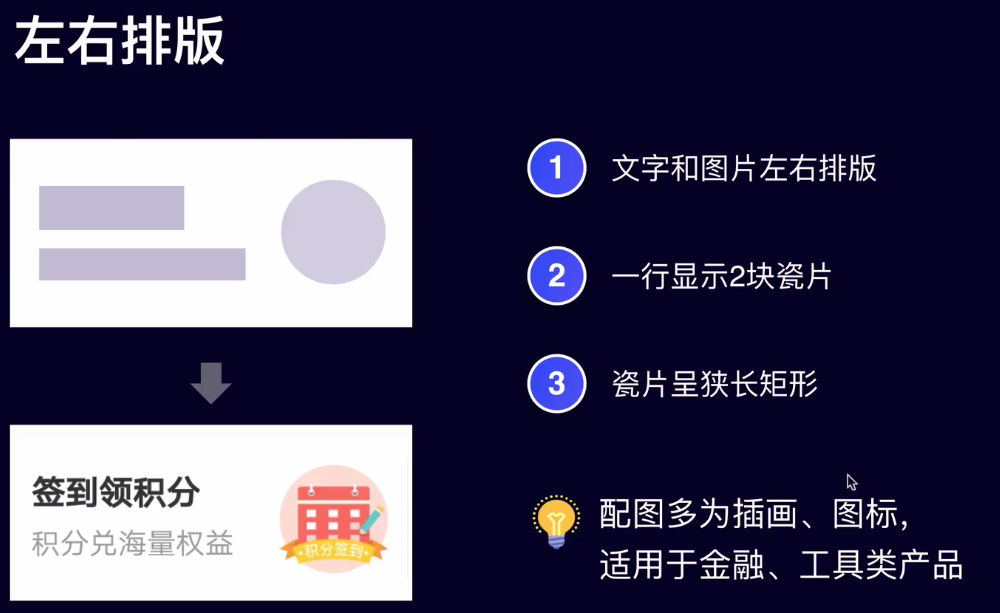 左右排版
1 文字和图片左右排版
2 一行显示2块瓷片
3 瓷片呈狭长矩形
签到领积分
积分兑海量权益
积分签到
配图多为插画、图标，
适用于金融、工具类产品